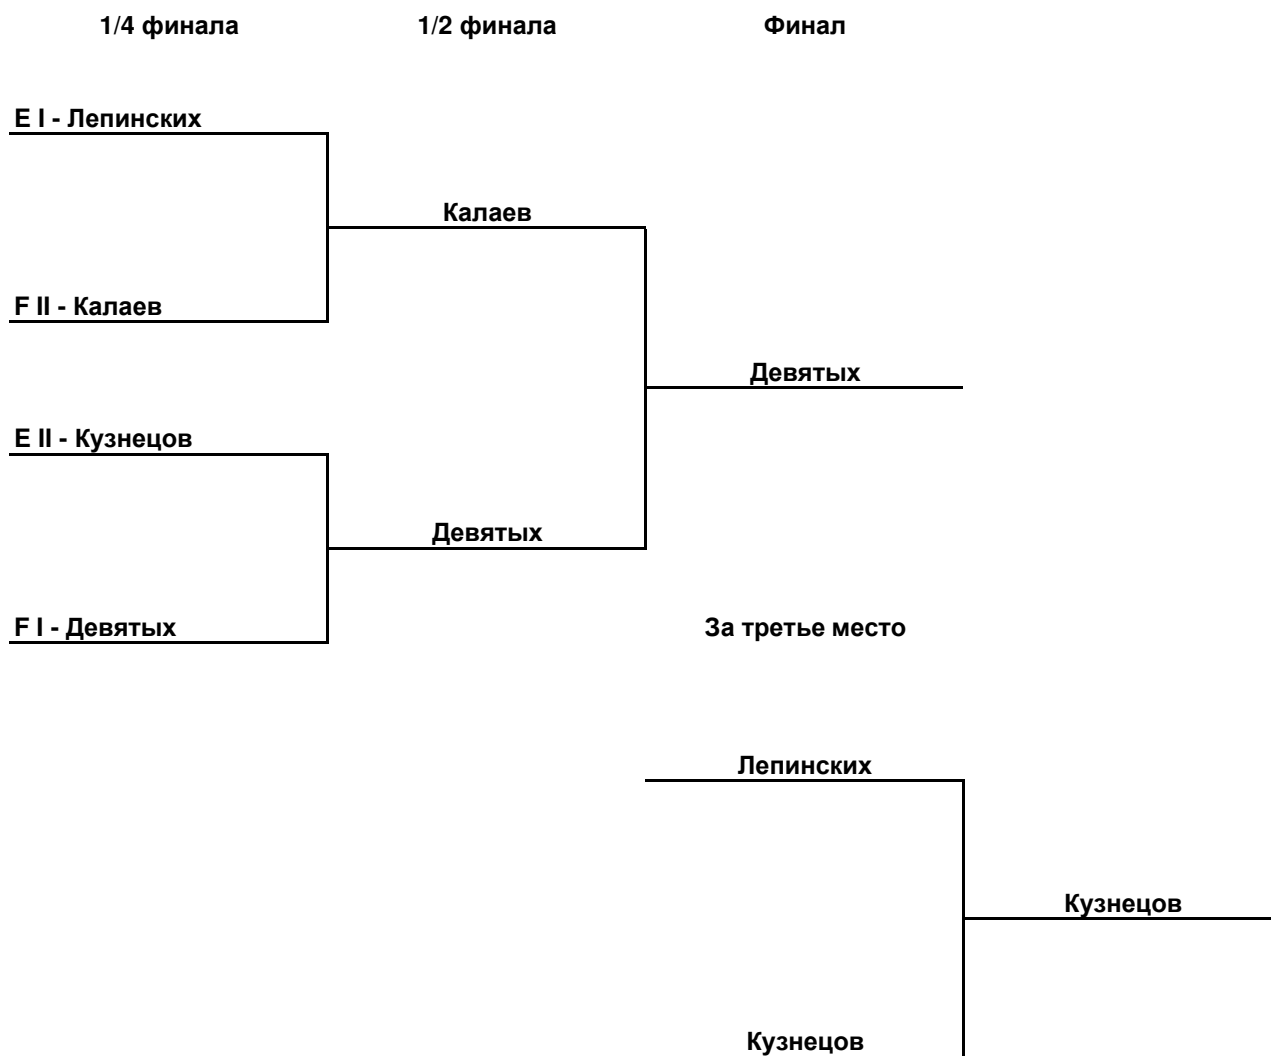 1/4 финала 1/2 финала Финал
E I - Лепинских
Калаев
F II - Калаев
Девятых
E II - Кузнецов
Девятых
F I - Девятых За третье место
Лепинских
Кузнецов
Кузнецов